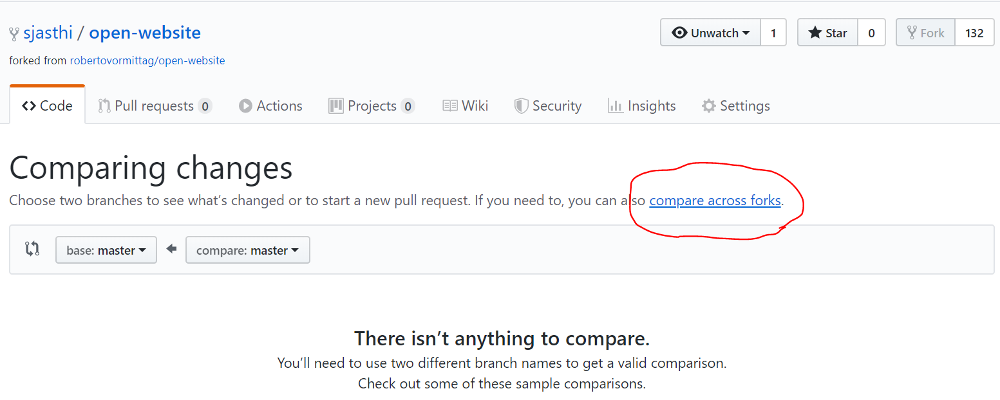 sjasthi / open-website
Unwatch 1 Star 0 Fork 132
forked from robertovormittag/open-website
Code Pull requests 0 Actions Projects 0 Wiki Security Insights Settings
Comparing changes
Choose two branches to see what’s changed or to start a new pull request. If you need to, you can also compare across forks.
base: master compare: master
There isn’t anything to compare.
You’ll need to use two different branch names to get a valid comparison.
Check out some of these sample comparisons.